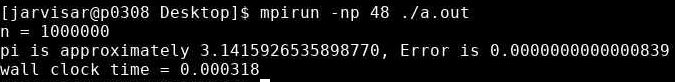 [jarvisar@p0308 Desktop]$ mpirun -np 48 ./a.out
n = 1000000
pi is approximately 3.1415926535898770, Error is 0.0000000000000839
wall clock time = 0.000318